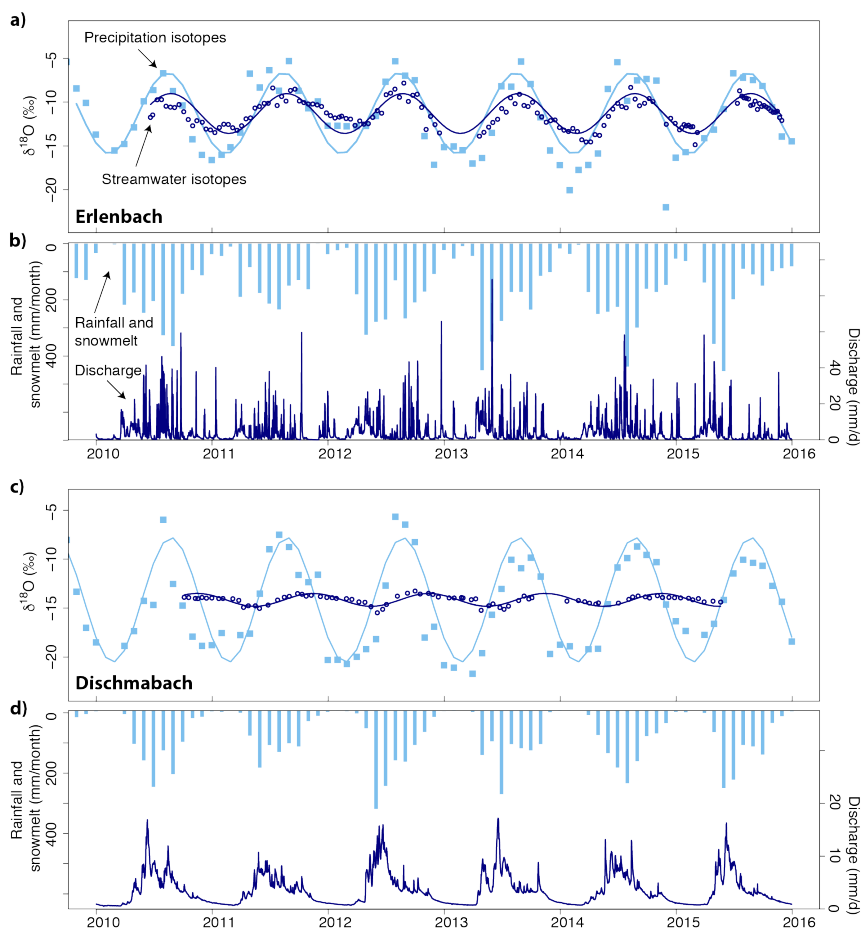 a)
Precipitation isotopes
−5
−10
−15
−20
δ¹⁸O (‰)
Streamwater isotopes
Erlenbach
b)
0
200
400
Rainfall and
snowmelt (mm/month)
Rainfall and
snowmelt
Discharge
40
20
0
Discharge (mm/d)
2010 2011 2012 2013 2014 2015 2016
c)
−5
−10
−15
−20
δ¹⁸O (‰)
Dischmabach
d)
0
200
400
Rainfall and
snowmelt (mm/month)
20
10
0
Discharge (mm/d)
2010 2011 2012 2013 2014 2015 2016